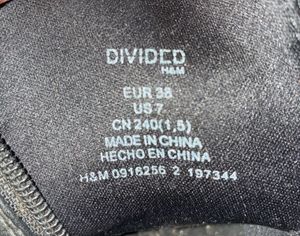 DIVIDED
H&M
EUR 38
US 7
CN 240(1,5)
MADE IN CHINA
HECHO EN CHINA
H&M 0916256 2 197344